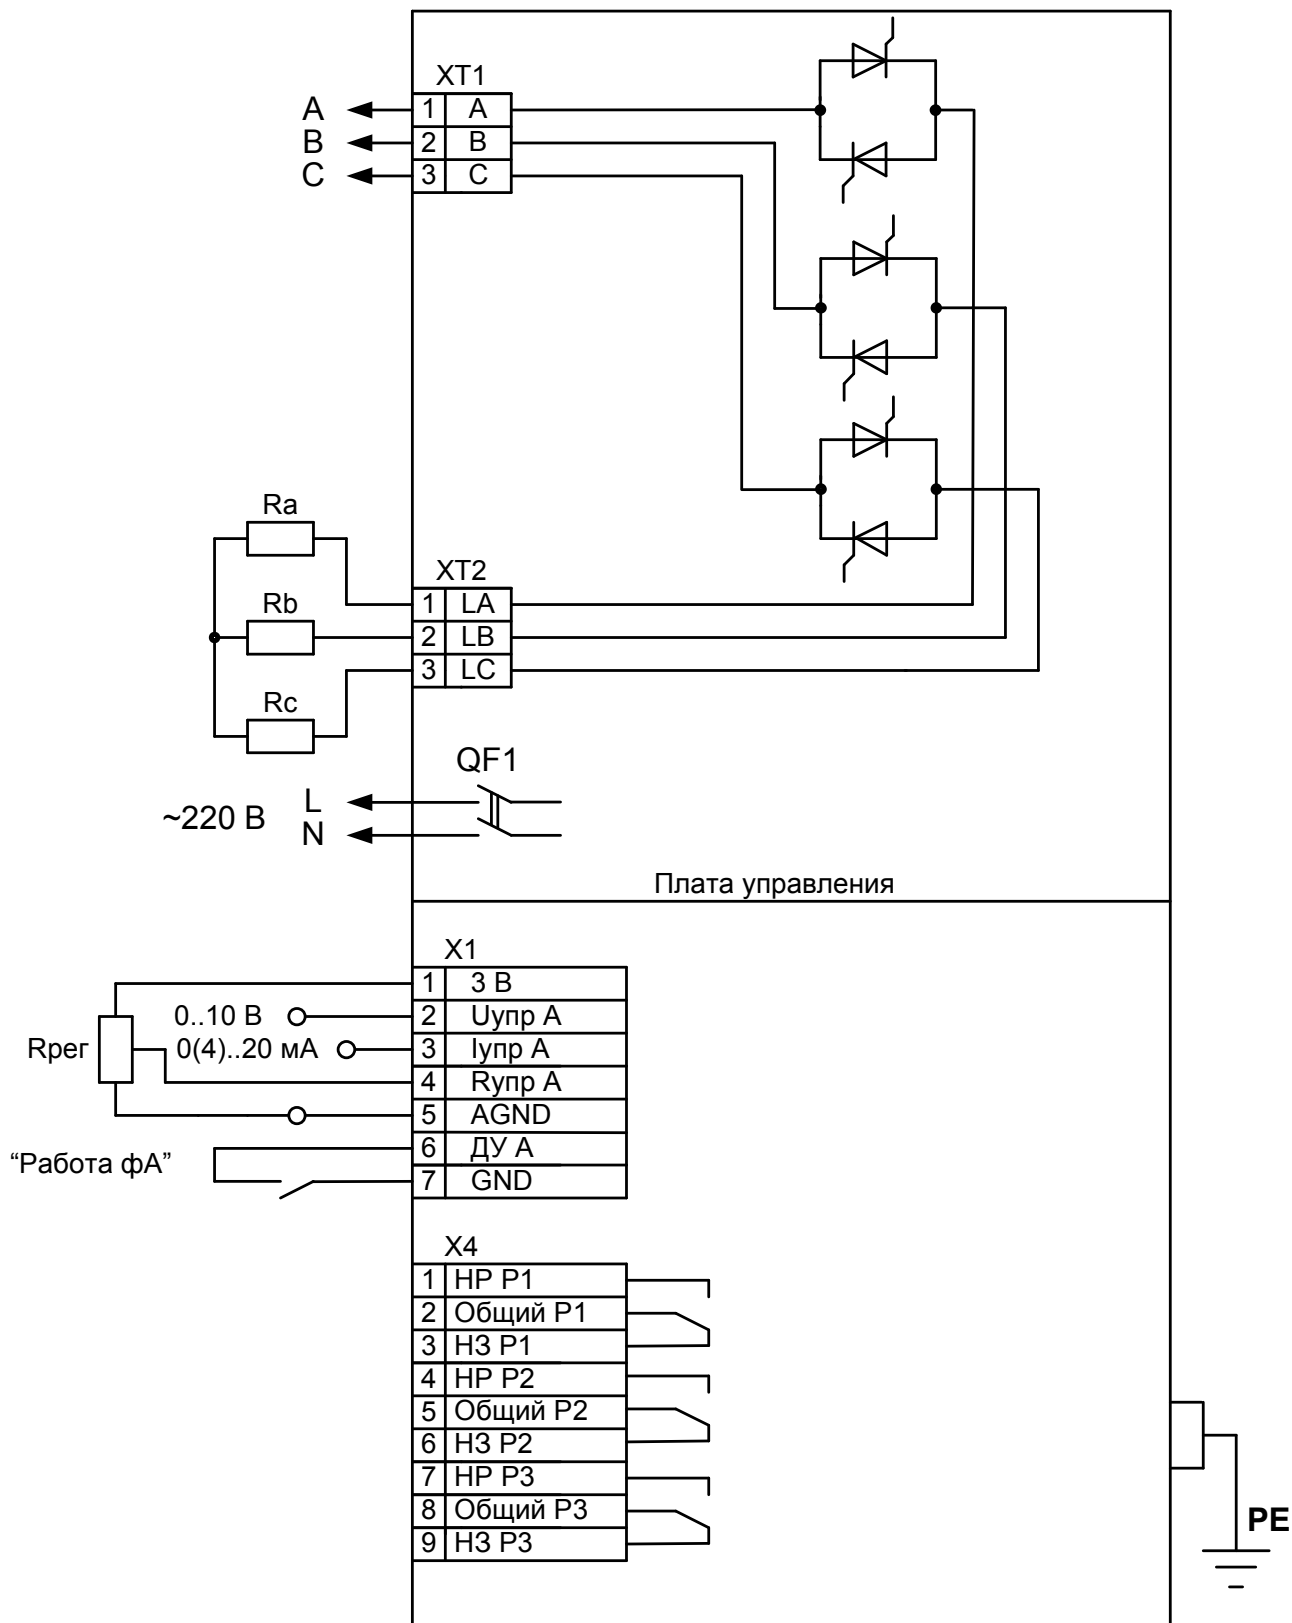 XT1
A 1 A
B 2 B
C 3 C
Ra
XT2
1 LA
Rb
2 LB
3 LC
Rc
QF1
~220 В
L
N
Плата управления
X1
1 3 В
0..10 В 2 Uупр А
Rрег 0(4)..20 мА 3 Iупр А
4 Rупр А
5 AGND
6 ДУ А
“Работа фА”
7 GND
X4
1 НР Р1
2 Общий Р1
3 НЗ Р1
4 НР Р2
5 Общий Р2
6 НЗ Р2
7 НР Р3
8 Общий Р3
9 НЗ Р3
PE